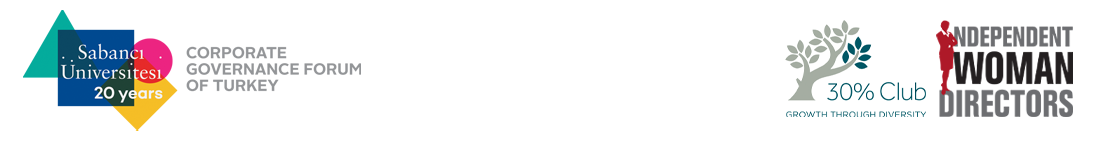 Sabancı
Üniversitesi
20 years
CORPORATE
GOVERNANCE FORUM
OF TURKEY
30% Club
GROWTH THROUGH DIVERSITY
INDEPENDENT
WOMAN
DIRECTORS